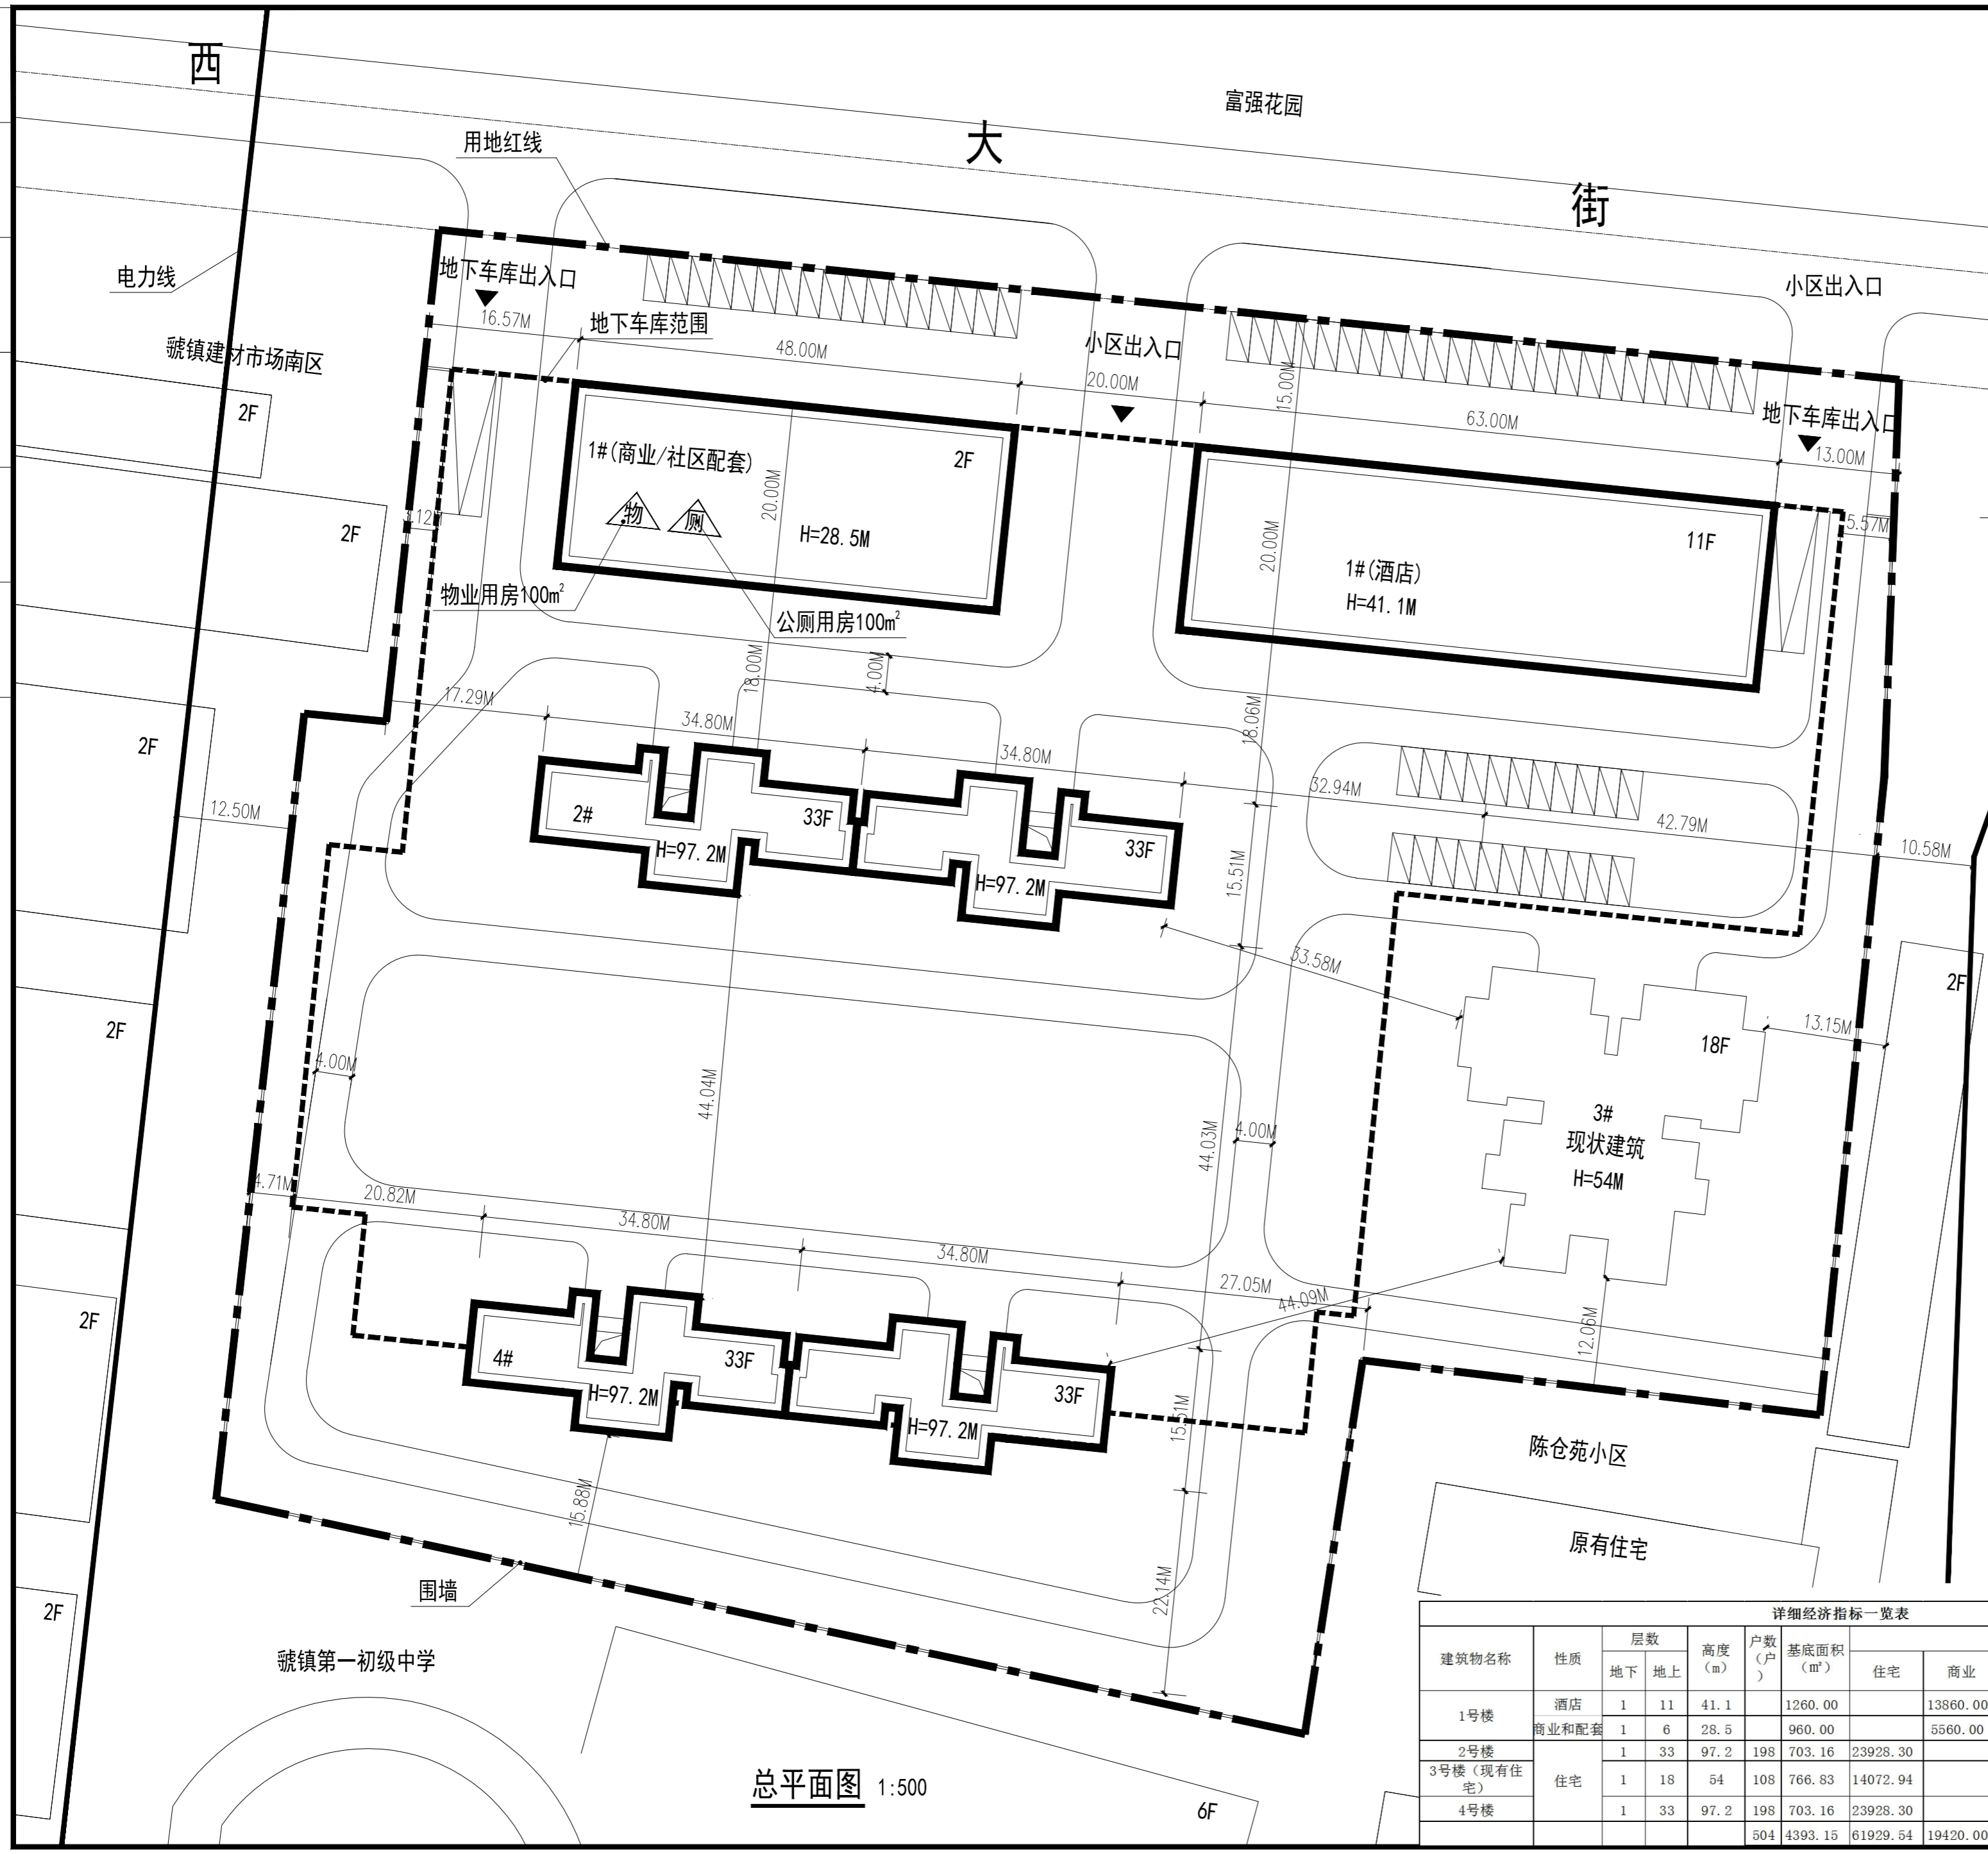 西
大
街
富强花园
用地红线
电力线
地下车库出入口
小区出入口
16.57M
地下车库范围
48.00M
小区出入口
20.00M
15.00M
63.00M
地下车库出入口
13.00M
虢镇建材市场南区
2F
1#(商业/社区配套)
2F
物
厕
20.00M
H=28.5M
2F
11F
5.57M
1#(酒店)
H=41.1M
20.00M
物业用房100m²
公厕用房100m²
17.29M
18.00M
4.00M
34.80M
34.80M
18.06M
32.94M
42.79M
10.58M
2F
12.50M
2#
33F
H=97.2M
33F
H=97.2M
15.51M
33.58M
2F
2F
13.15M
18F
3#
现状建筑
H=54M
4.00M
44.04M
44.03M
4.00M
4.71M
20.82M
34.80M
34.80M
27.05M
44.09M
12.06M
2F
4#
33F
H=97.2M
33F
H=97.2M
15.51M
15.88M
22.14M
陈仓苑小区
原有住宅
围墙
2F
虢镇第一初级中学
总平面图 1:500
6F
详细经济指标一览表
建筑物名称 性质 层数 高度（m） 户数（户） 基底面积（㎡）
地下 地上 住宅 商业
1号楼 酒店 1 11 41.1 1260.00 13860.00
商业和配套 1 6 28.5 960.00 5560.00
2号楼 住宅 1 33 97.2 198 703.16 23928.30
3号楼（现有住宅） 1 18 54 108 766.83 14072.94
4号楼 1 33 97.2 198 703.16 23928.30
504 4393.15 61929.54 19420.00